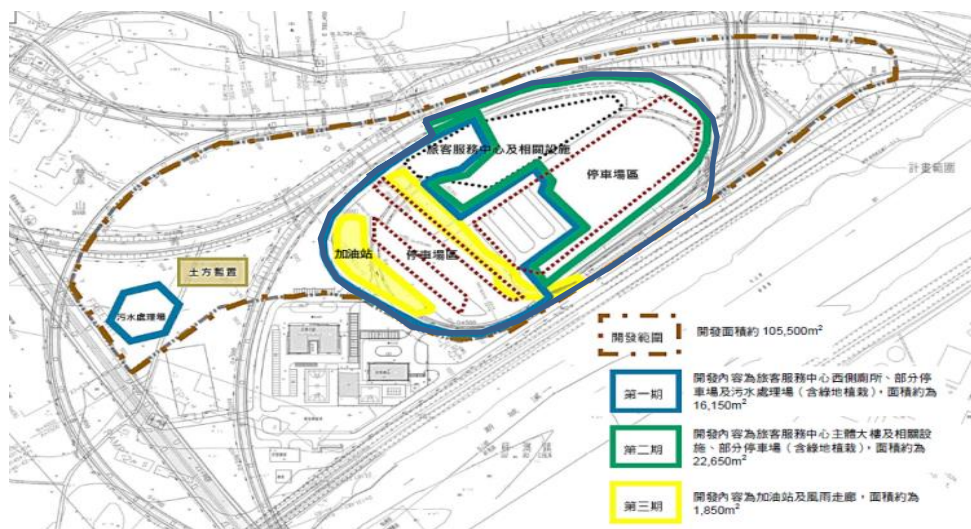 旅客服務中心及相關設施
停車場區
計畫範圍
加油站
停車場區
土方暫置
污水處理場
開發範圍
開發面積約 105,500m²
第一期
開發內容為旅客服務中心西側廁所、部分停
車場及污水處理場(含綠地植栽)，面積約為
16,150m²
第二期
開發內容為旅客服務中心主體大樓及相關設
施、部分停車場(含綠地植栽)，面積約為
22,650m²
第三期
開發內容為加油站及風雨走廊，面積約為
1,850m²